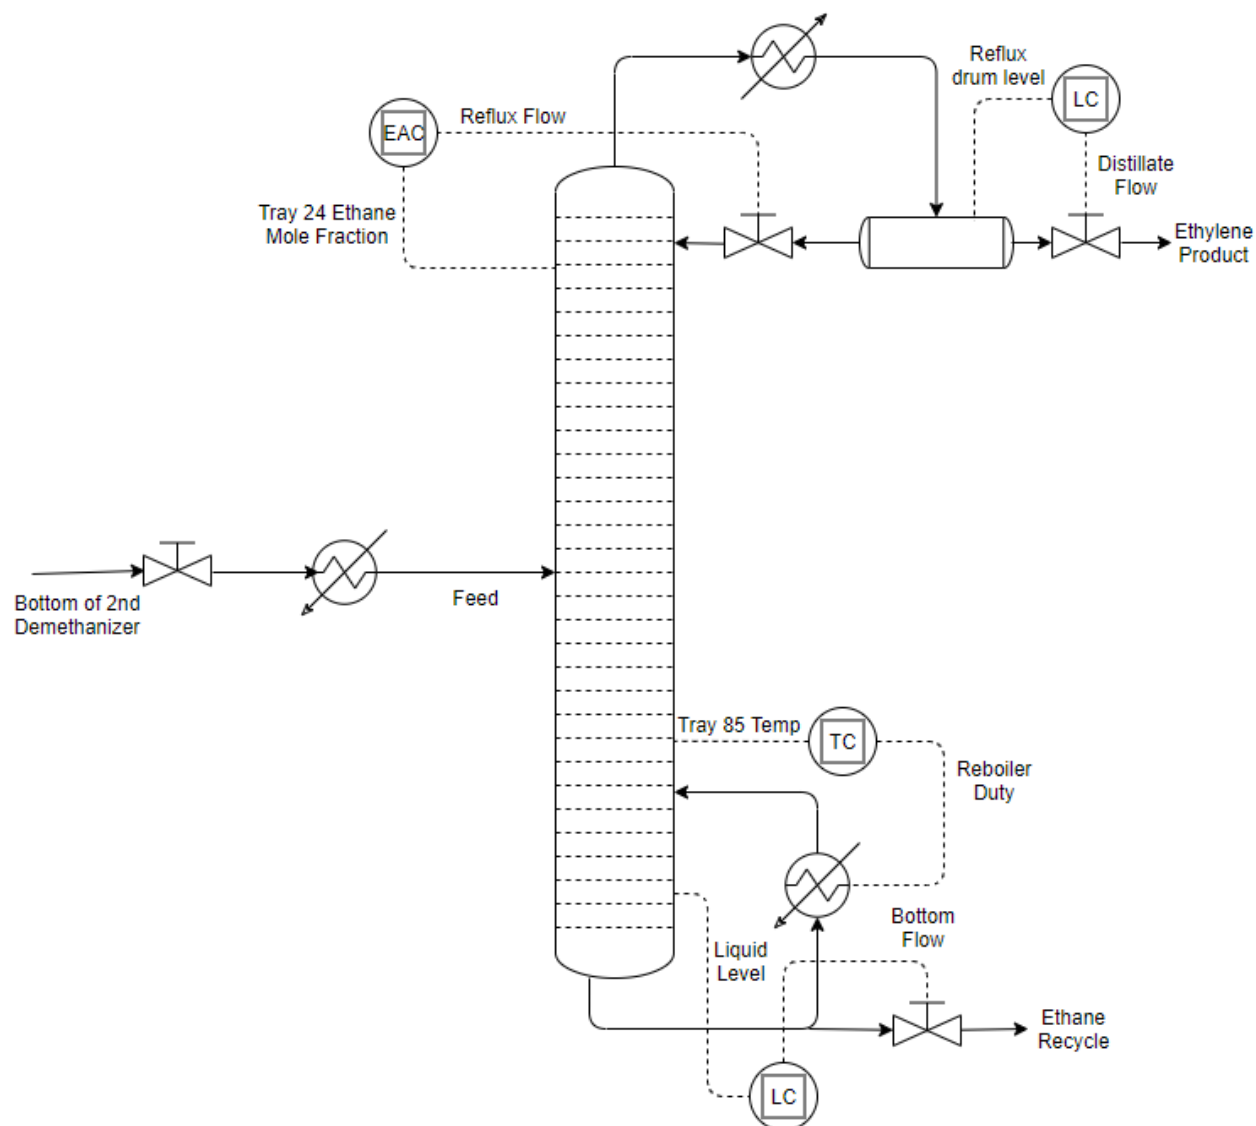 Reflux
drum level
LC
Reflux Flow
EAC
Distillate
Flow
Tray 24 Ethane
Mole Fraction
Ethylene
Product
Feed
Bottom of 2nd
Demethanizer
Tray 85 Temp
TC
Reboiler
Duty
Bottom
Flow
Liquid
Level
Ethane
Recycle
LC